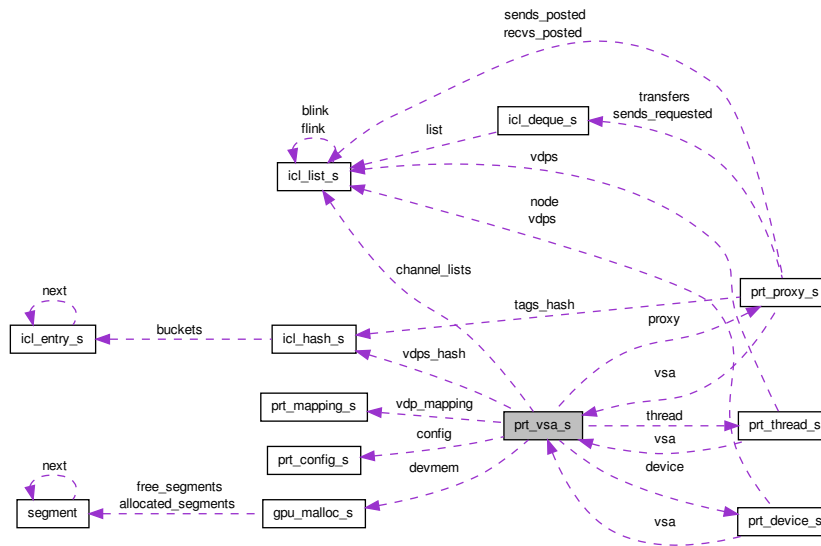 sends_posted
recvs_posted
transfers
sends_requested
blink
flink
icl_deque_s
list
vdps
icl_list_s
node
vdps
channel_lists
next
prt_proxy_s
tags_hash
proxy
icl_entry_s
buckets
icl_hash_s
vdps_hash
vsa
prt_mapping_s
vdp_mapping
prt_vsa_s
thread
prt_thread_s
config
vsa
prt_config_s
devmem
device
next
free_segments
allocated_segments
segment
gpu_malloc_s
vsa
prt_device_s